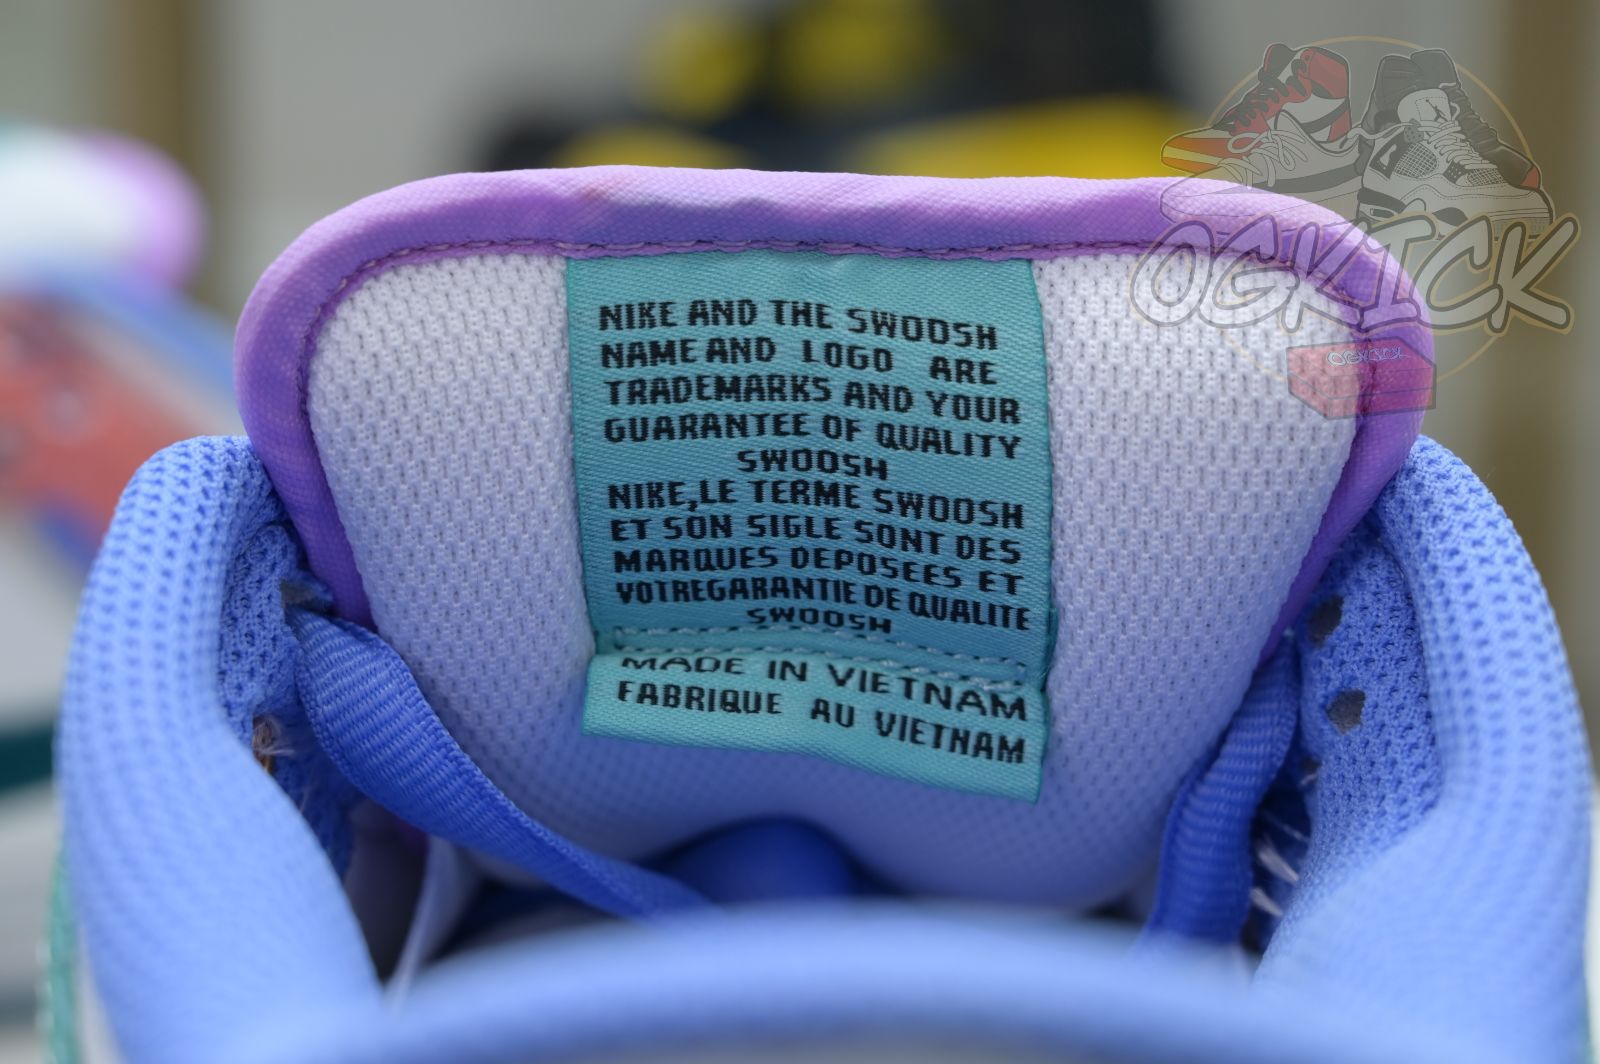 NIKE AND THE SWOOSH
NAME AND LOGO ARE
TRADEMARKS AND YOUR
GUARANTEE OF QUALITY
SWOOSH
NIKE,LE TERME SWOOSH
ET SON SIGLE SONT DES
MARQUES DEPOSEES ET
VOTREGARANTIE DE QUALITE
SWOOSH
MADE IN VIETNAM
FABRIQUE AU VIETNAM
OGKICK